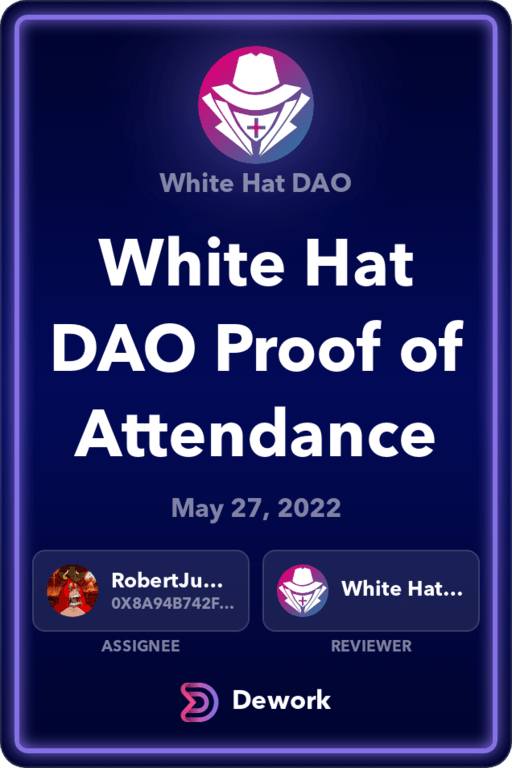 White Hat DAO
White Hat
DAO Proof of
Attendance
May 27, 2022
RobertJu...
0X8A94B742F...
White Hat...
ASSIGNEE
REVIEWER
Dework